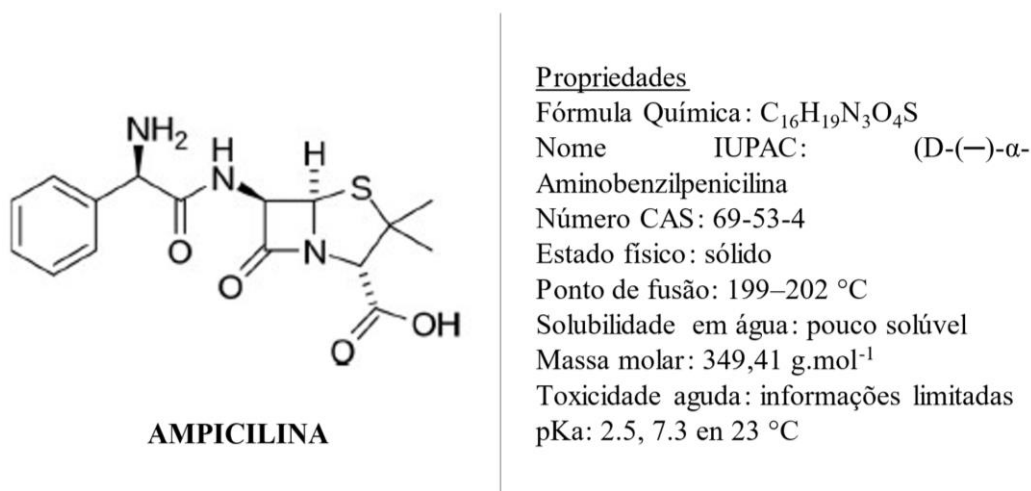 NH₂
H
N
H
S
O
O
N
O
OH
AMPICILINA
Propriedades
Fórmula Química: C₁₆H₁₉N₃O₄S
Nome IUPAC: (D-(−)-α-
Aminobenzilpenicilina
Número CAS: 69-53-4
Estado físico: sólido
Ponto de fusão: 199–202 °C
Solubilidade em água: pouco solúvel
Massa molar: 349,41 g.mol⁻¹
Toxicidade aguda: informações limitadas
pKa: 2.5, 7.3 en 23 °C